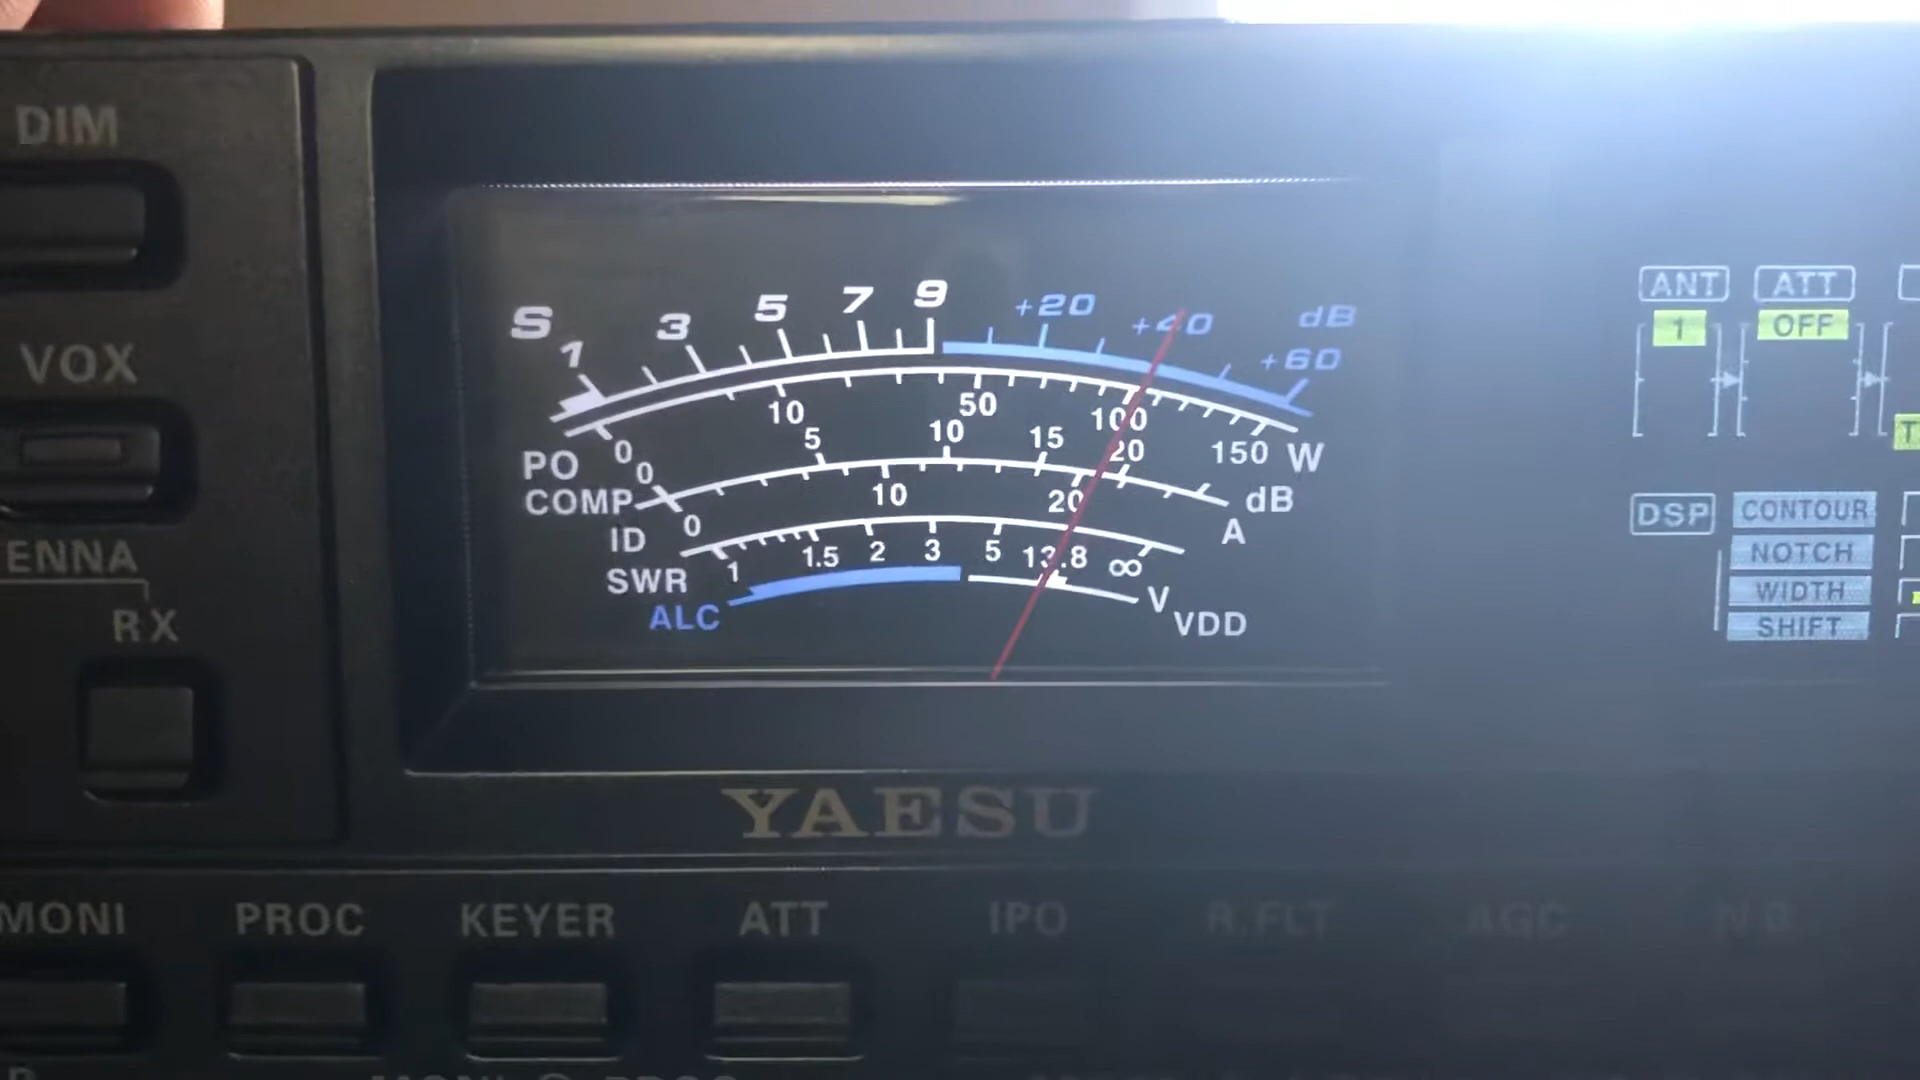 DIM
VOX
ENNA
RX
S 1 3 5 7 9 +20 +40 +60 dB
PO 0 10 50 100 150 W
COMP 0 5 10 15 20 dB
ID 0 10 20 A
SWR 1 1.5 2 3 5 ∞
ALC
13.8 V
VDD
ANT ATT
1 OFF
DSP CONTOUR
NOTCH
WIDTH
SHIFT
YAESU
MONI PROC KEYER ATT IPO R.FLT AGC N.B